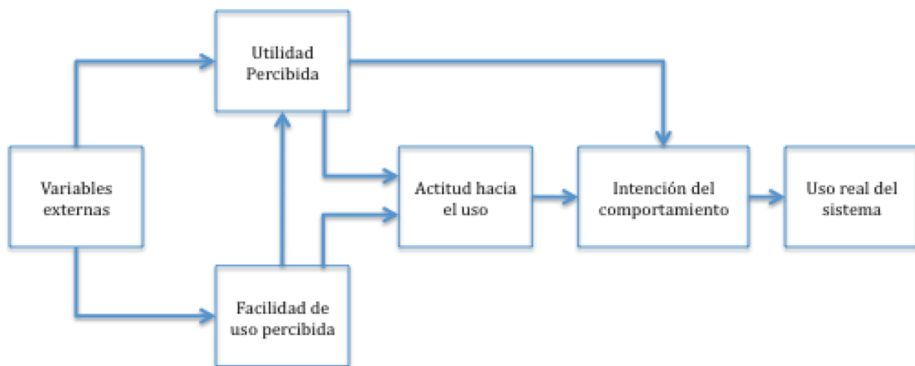 Utilidad
Percibida
Variables
externas
Actitud hacia
el uso
Intención del
comportamiento
Uso real del
sistema
Facilidad de
uso percibida